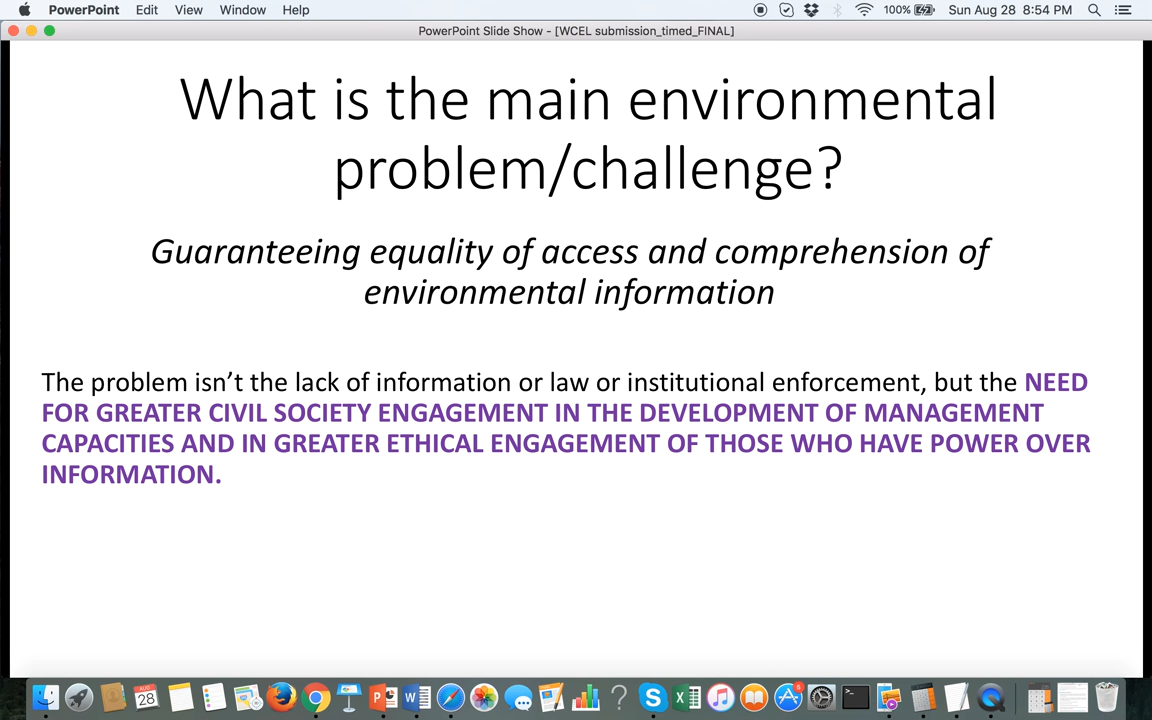 PowerPoint Edit View Window Help 100% Sun Aug 28 8:54 PM
PowerPoint Slide Show - [WCEL submission_timed_FINAL]
What is the main environmental
problem/challenge?
Guaranteeing equality of access and comprehension of
environmental information
The problem isn’t the lack of information or law or institutional enforcement, but the NEED
FOR GREATER CIVIL SOCIETY ENGAGEMENT IN THE DEVELOPMENT OF MANAGEMENT
CAPACITIES AND IN GREATER ETHICAL ENGAGEMENT OF THOSE WHO HAVE POWER OVER
INFORMATION.
AUG
28